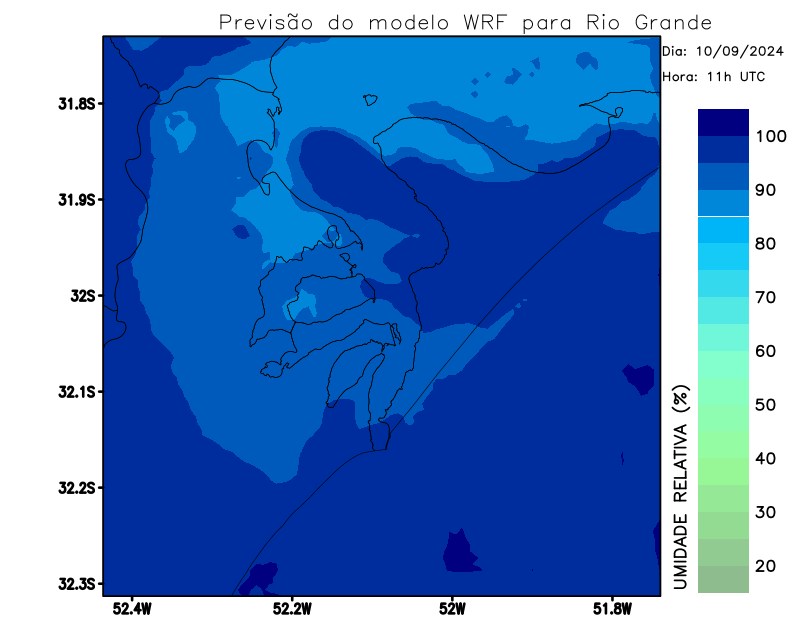 Previsão do modelo WRF para Rio Grande
Dia: 10/09/2024
Hora: 11h UTC
31.8S
31.9S
32S
32.1S
32.2S
32.3S
52.4W
52.2W
52W
51.8W
UMIDADE RELATIVA (%)
100
90
80
70
60
50
40
30
20